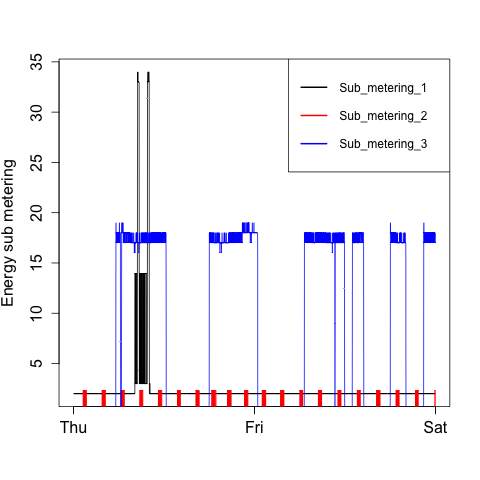 Energy sub metering
35
30
25
20
15
10
5
Thu
Fri
Sat
Sub_metering_1
Sub_metering_2
Sub_metering_3